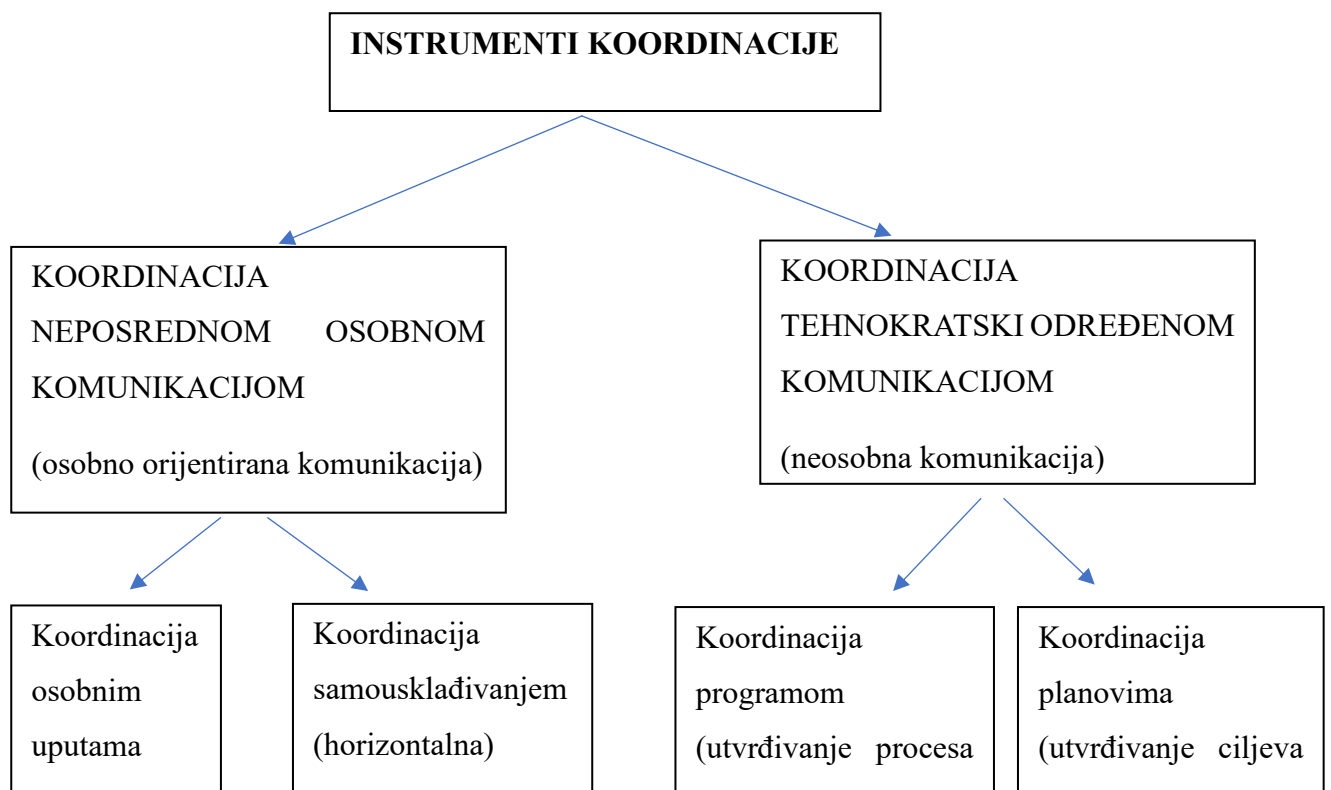 INSTRUMENTI KOORDINACIJE
KOORDINACIJA
NEPOSREDNOM OSOBNOM
KOMUNIKACIJOM
(osobno orijentirana komunikacija)
KOORDINACIJA
TEHNOKRATSKI ODREĐENOM
KOMUNIKACIJOM
(neosobna komunikacija)
Koordinacija
osobnim
uputama
Koordinacija
samousklađivanjem
(horizontalna)
Koordinacija
programom
(utvrđivanje procesa
Koordinacija
planovima
(utvrđivanje ciljeva